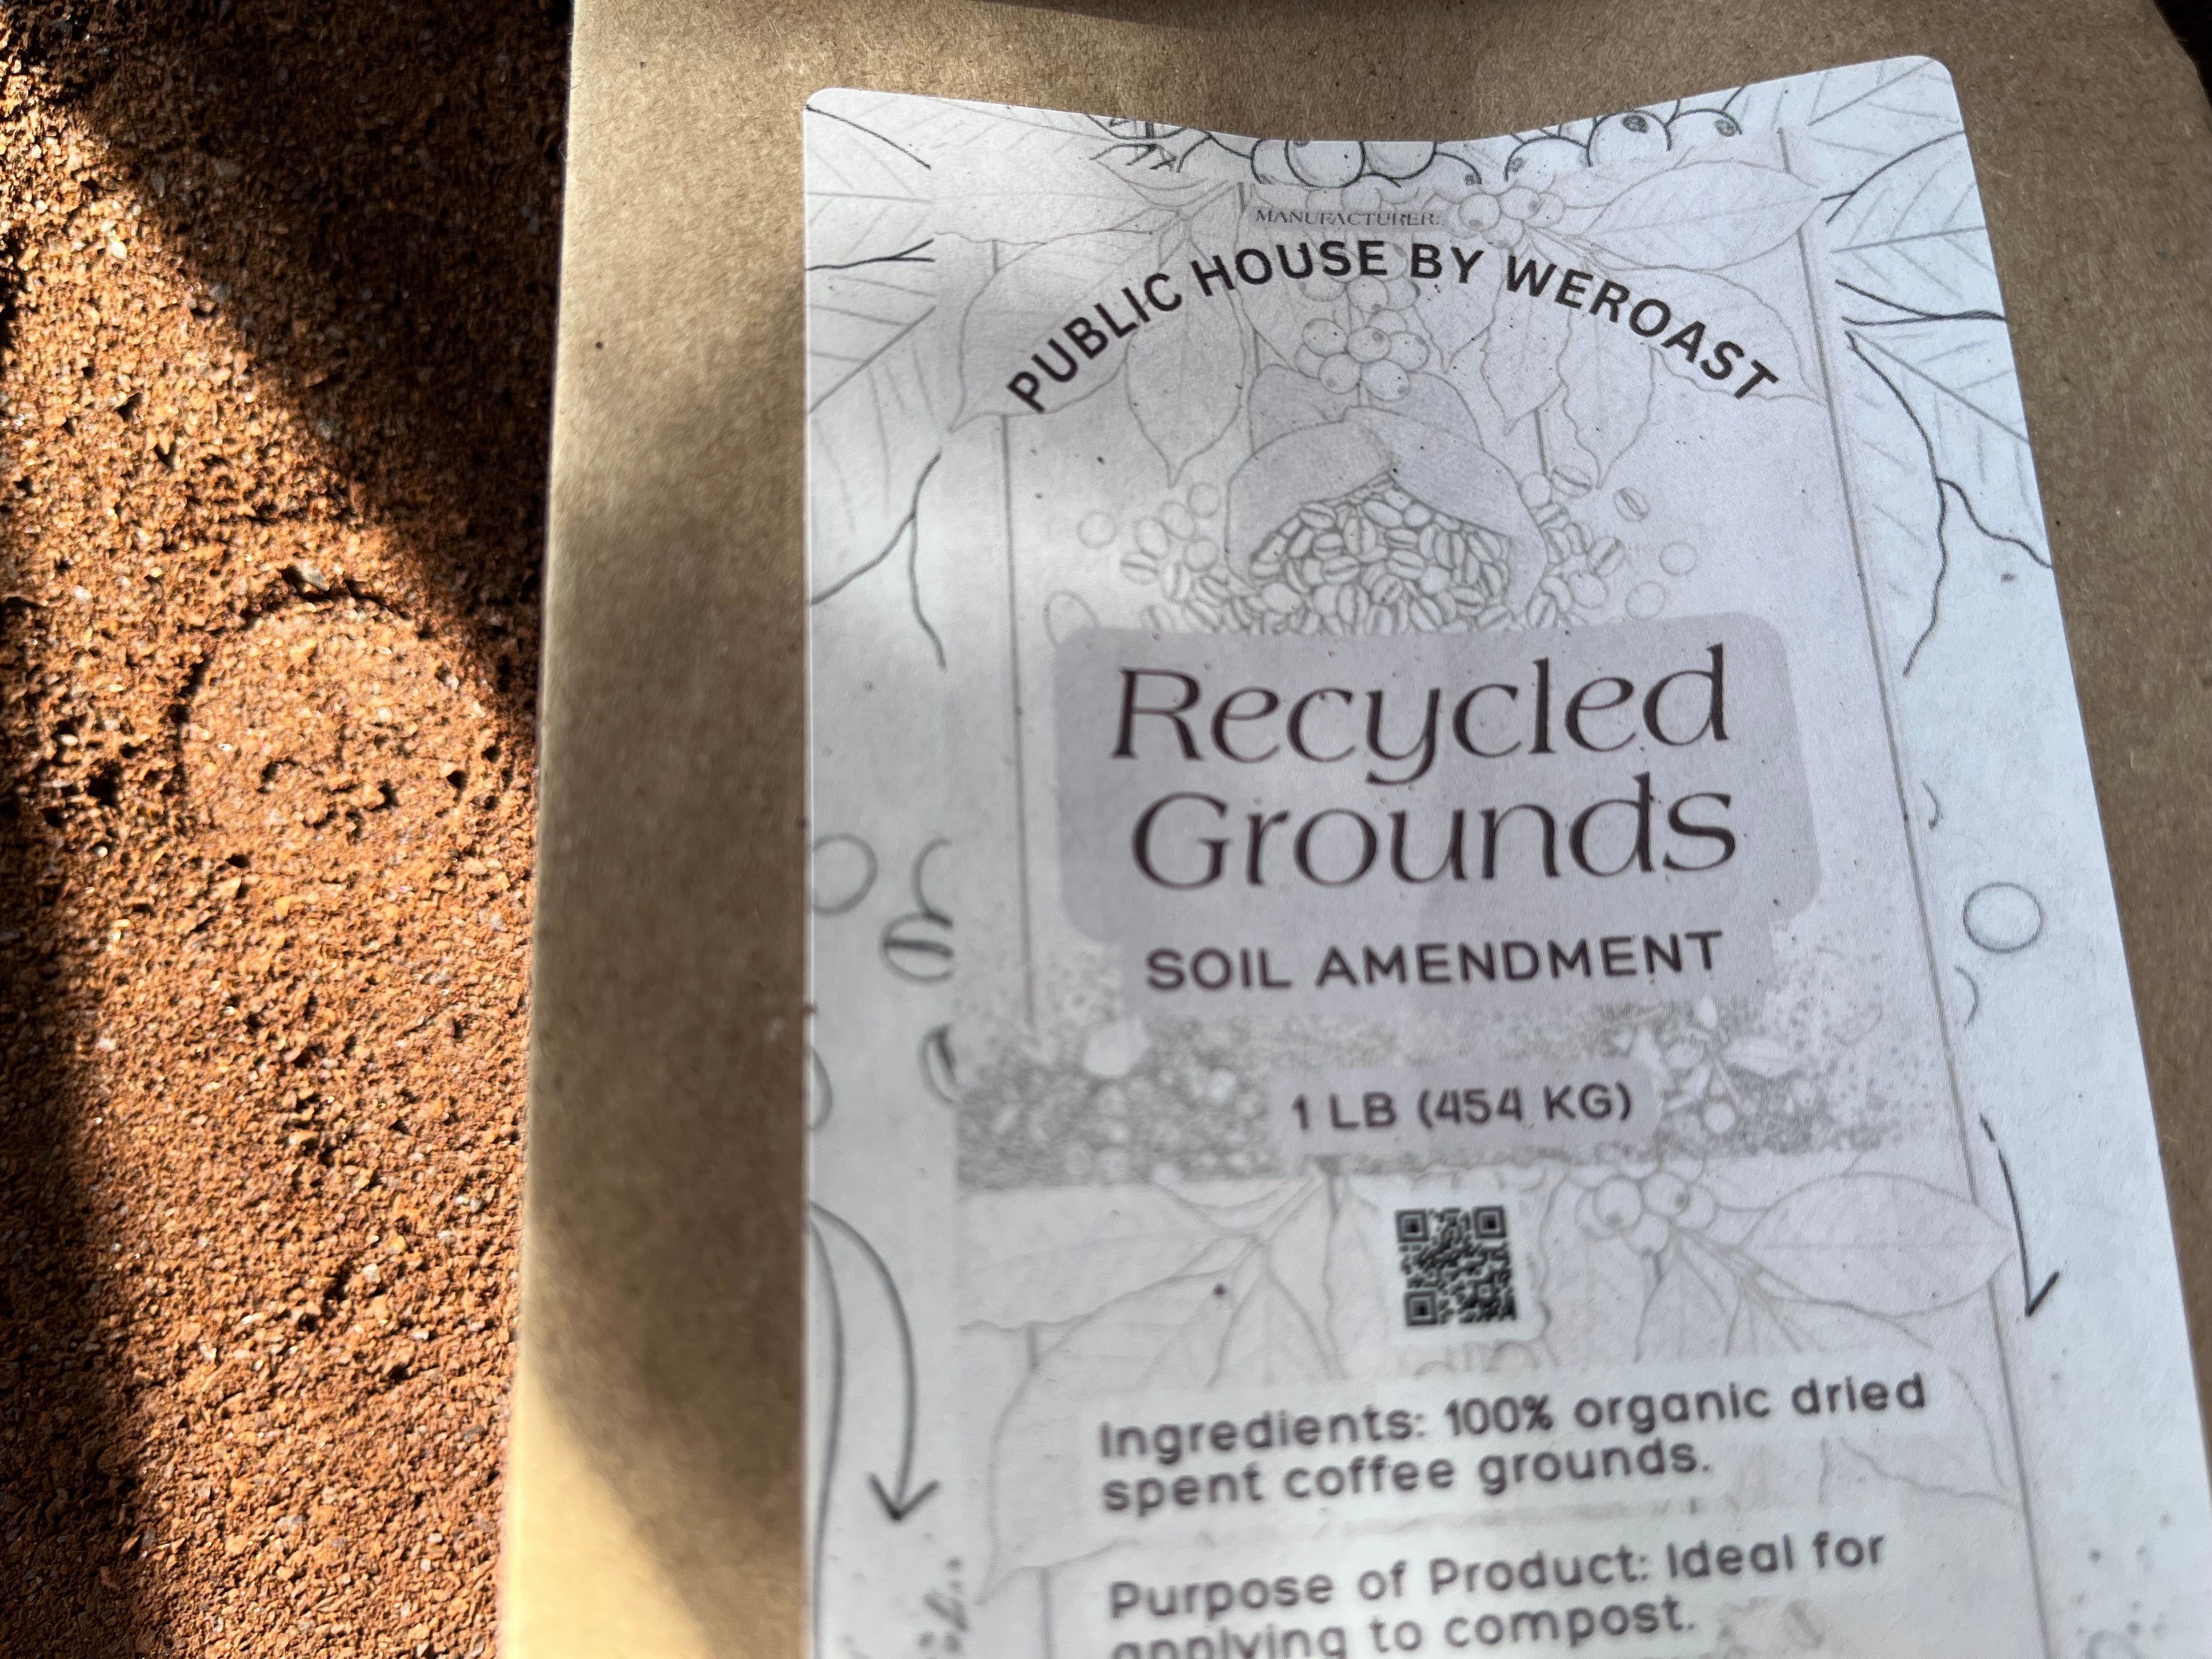 MANUFACTURER:
PUBLIC HOUSE BY WEROAST
Recycled
Grounds
SOIL AMENDMENT
1 LB (454 KG)
Ingredients: 100% organic dried
spent coffee grounds.
Purpose of Product: Ideal for
applying to compost.